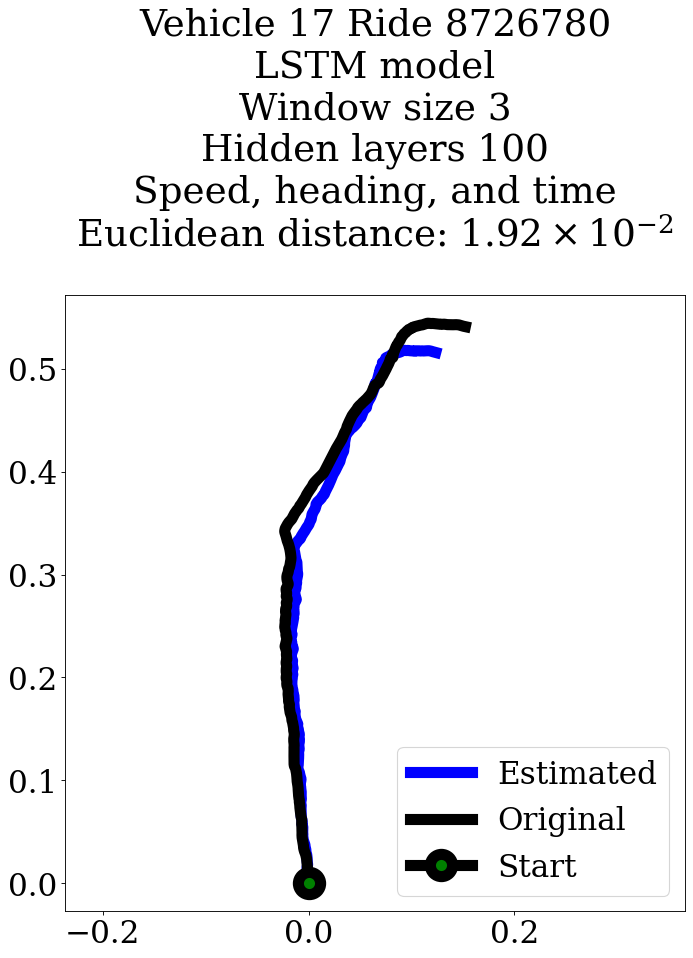 Vehicle 17 Ride 8726780
LSTM model
Window size 3
Hidden layers 100
Speed, heading, and time
Euclidean distance: 1.92 × 10⁻²
0.5
0.4
0.3
0.2
0.1
0.0
Estimated
Original
Start
−0.2 0.0 0.2